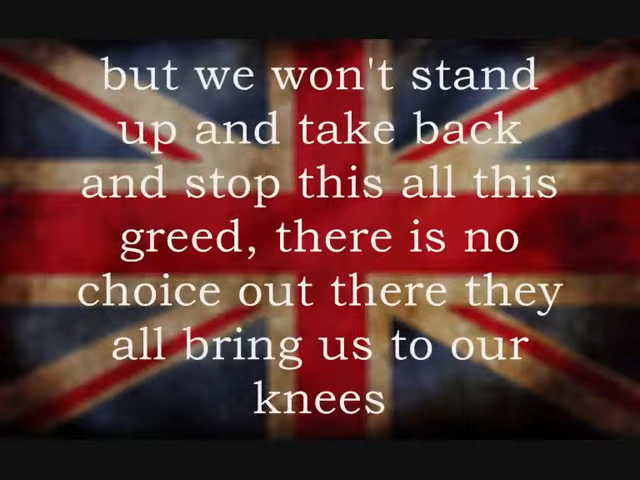 but we won't stand
up and take back
and stop this all this
greed, there is no
choice out there they
all bring us to our
knees